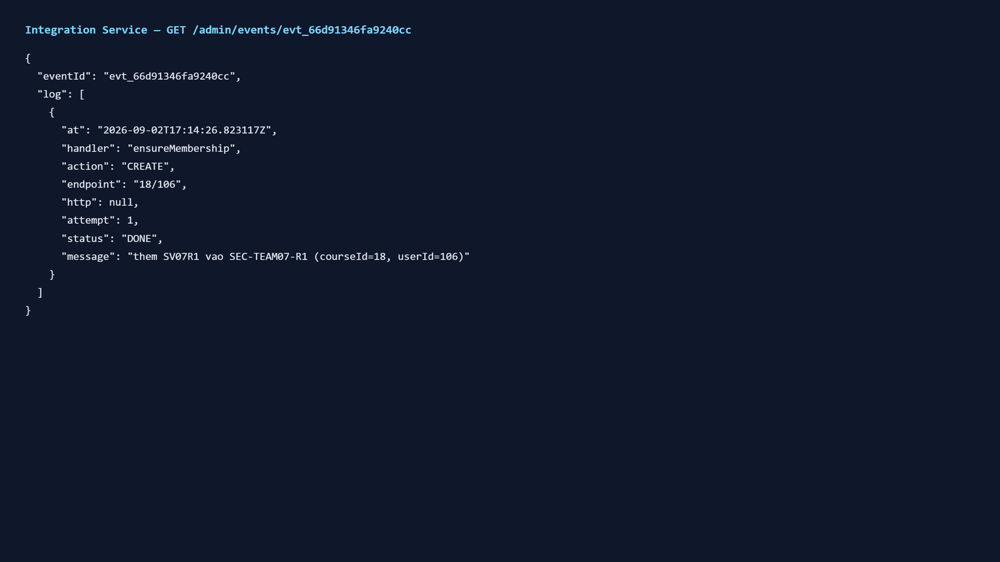 Integration Service — GET /admin/events/evt_66d91346fa9240cc
{
"eventId": "evt_66d91346fa9240cc",
"log": [
{
"at": "2026-09-02T17:14:26.823117Z",
"handler": "ensureMembership",
"action": "CREATE",
"endpoint": "18/106",
"http": null,
"attempt": 1,
"status": "DONE",
"message": "them SV07R1 vao SEC-TEAM07-R1 (courseId=18, userId=106)"
}
]
}